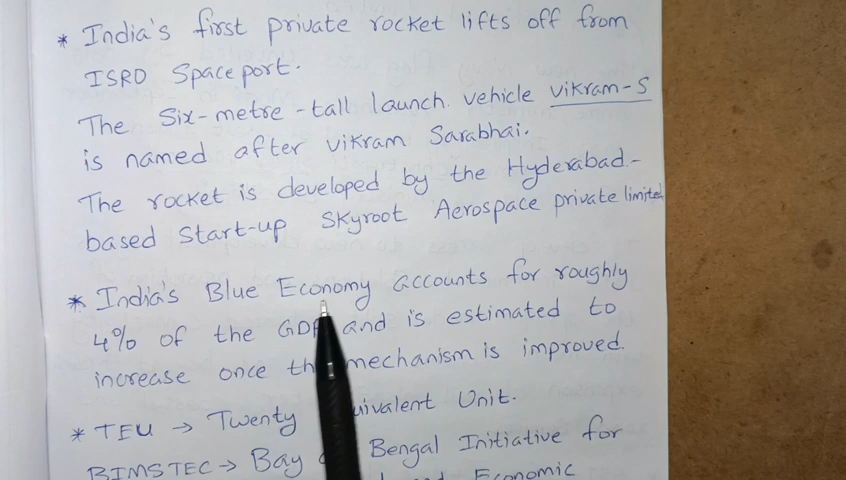 * India's first private rocket lifts off from
ISRO Spaceport.
The Six-metre-tall launch vehicle Vikram-S
is named after Vikram Sarabhai.
The rocket is developed by the Hyderabad-
based Start-up Skyroot Aerospace private limited
* India's Blue Economy accounts for roughly
4% of the GDP and is estimated to
increase once the mechanism is improved.
* TEU → Twenty Unit.
BIMSTEC → Bay Bengal Initiative for
Economic